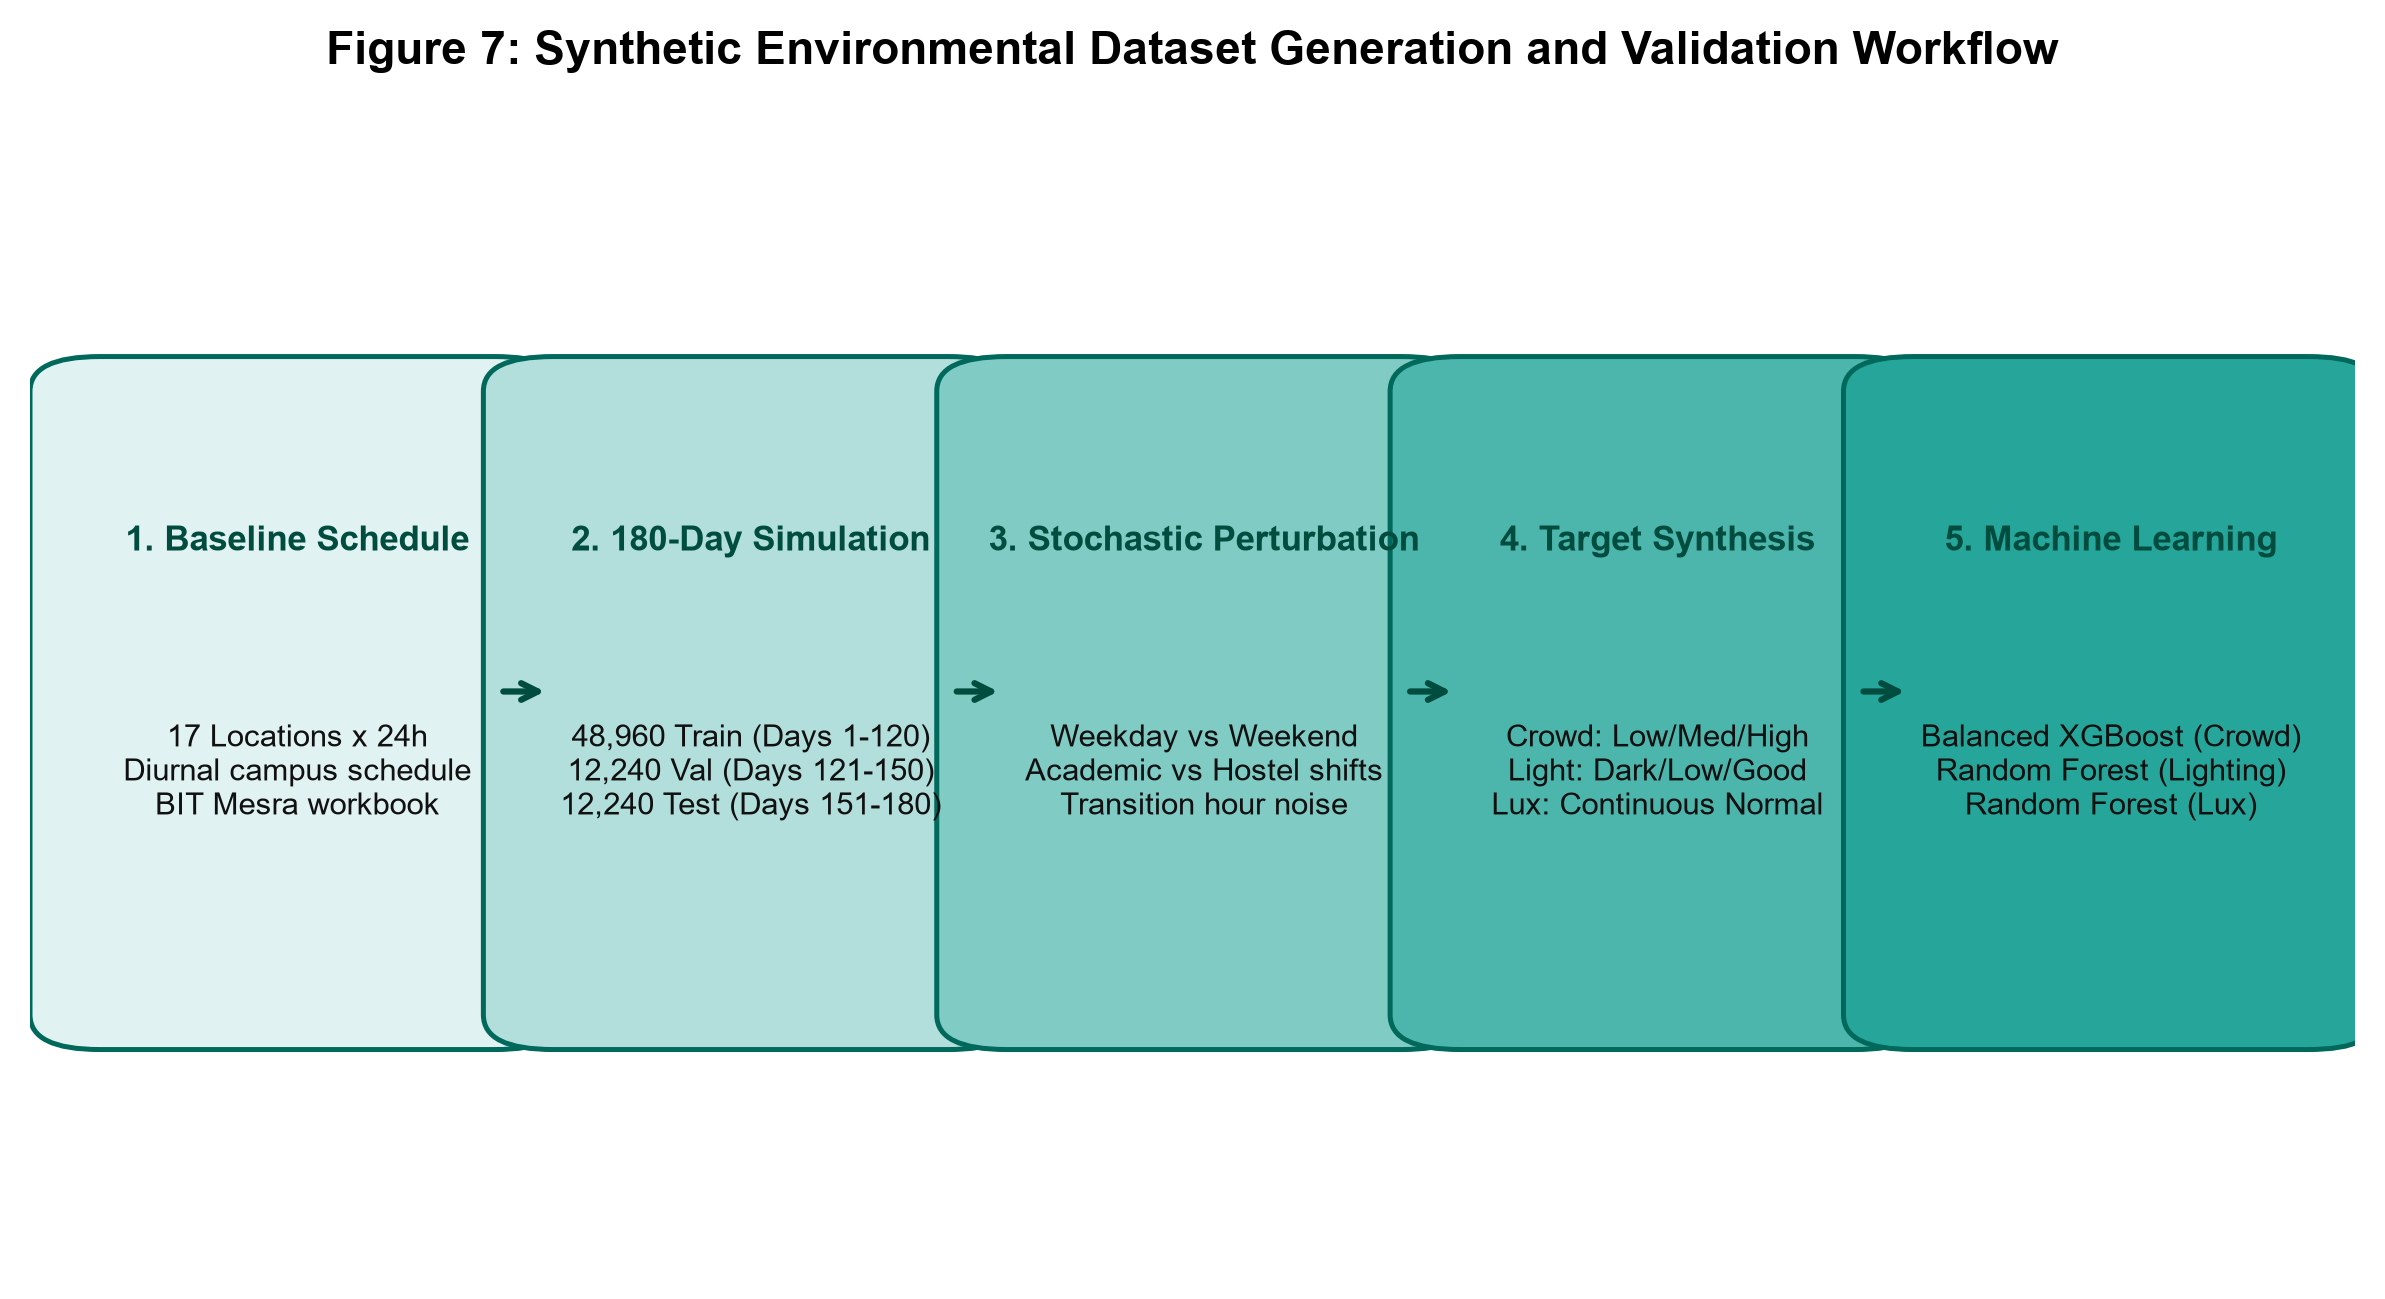 Figure 7: Synthetic Environmental Dataset Generation and Validation Workflow
1. Baseline Schedule
17 Locations x 24h
Diurnal campus schedule
BIT Mesra workbook
2. 180-Day Simulation
48,960 Train (Days 1-120)
12,240 Val (Days 121-150)
12,240 Test (Days 151-180)
3. Stochastic Perturbation
Weekday vs Weekend
Academic vs Hostel shifts
Transition hour noise
4. Target Synthesis
Crowd: Low/Med/High
Light: Dark/Low/Good
Lux: Continuous Normal
5. Machine Learning
Balanced XGBoost (Crowd)
Random Forest (Lighting)
Random Forest (Lux)